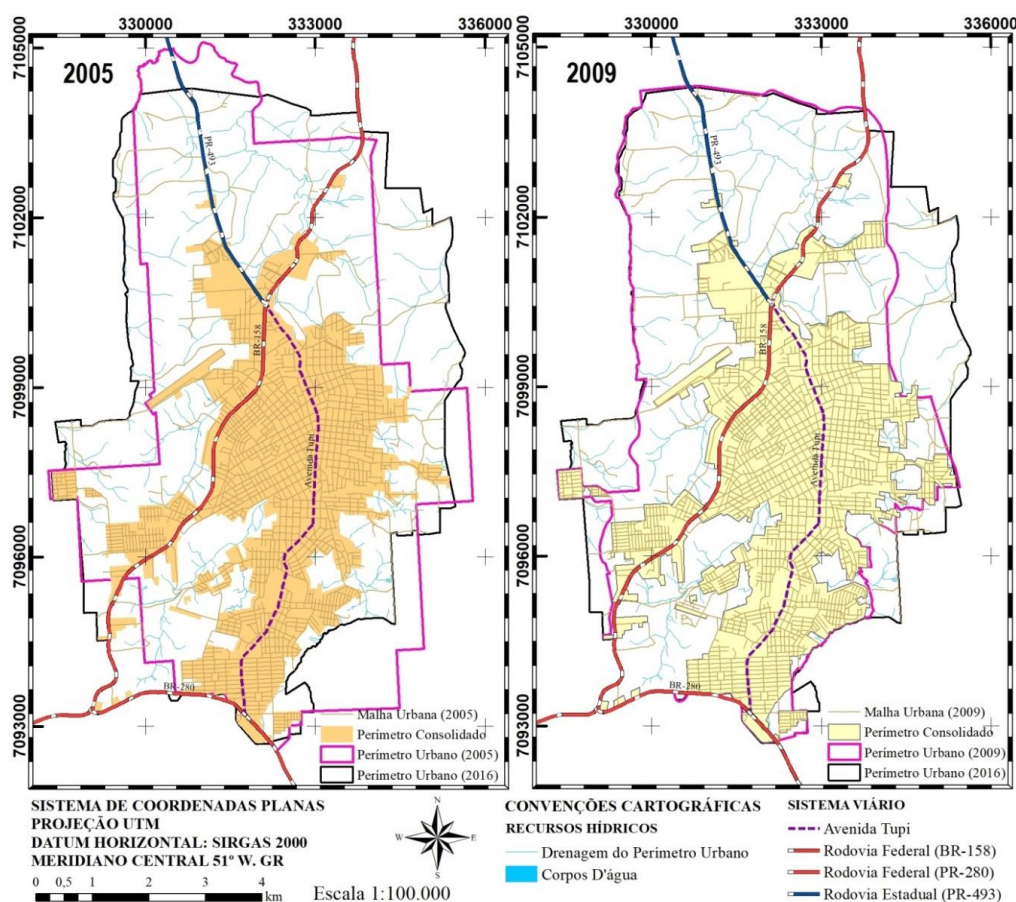 330000 333000 336000
330000 333000 336000
7105000
7102000
7099000
7096000
7093000
2005
PR-493
BR-158
Avenida Tupi
BR-280
Malha Urbana (2005)
Perímetro Consolidado
Perímetro Urbano (2005)
Perímetro Urbano (2016)
7105000
7102000
7099000
7096000
7093000
2009
PR-493
BR-158
Avenida Tupi
BR-280
Malha Urbana (2009)
Perímetro Consolidado
Perímetro Urbano (2009)
Perímetro Urbano (2016)
SISTEMA DE COORDENADAS PLANAS
PROJEÇÃO UTM
DATUM HORIZONTAL: SIRGAS 2000
MERIDIANO CENTRAL 51º W. GR
0 0,5 1 2 3 4
km
Escala 1:100.000
N
W E
S
CONVENÇÕES CARTOGRÁFICAS
RECURSOS HÍDRICOS
Drenagem do Perímetro Urbano
Corpos D'água
SISTEMA VIÁRIO
Avenida Tupi
Rodovia Federal (BR-158)
Rodovia Federal (PR-280)
Rodovia Estadual (PR-493)